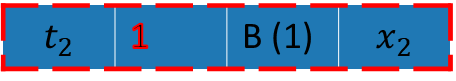 t₂ 1 B (1) x₂